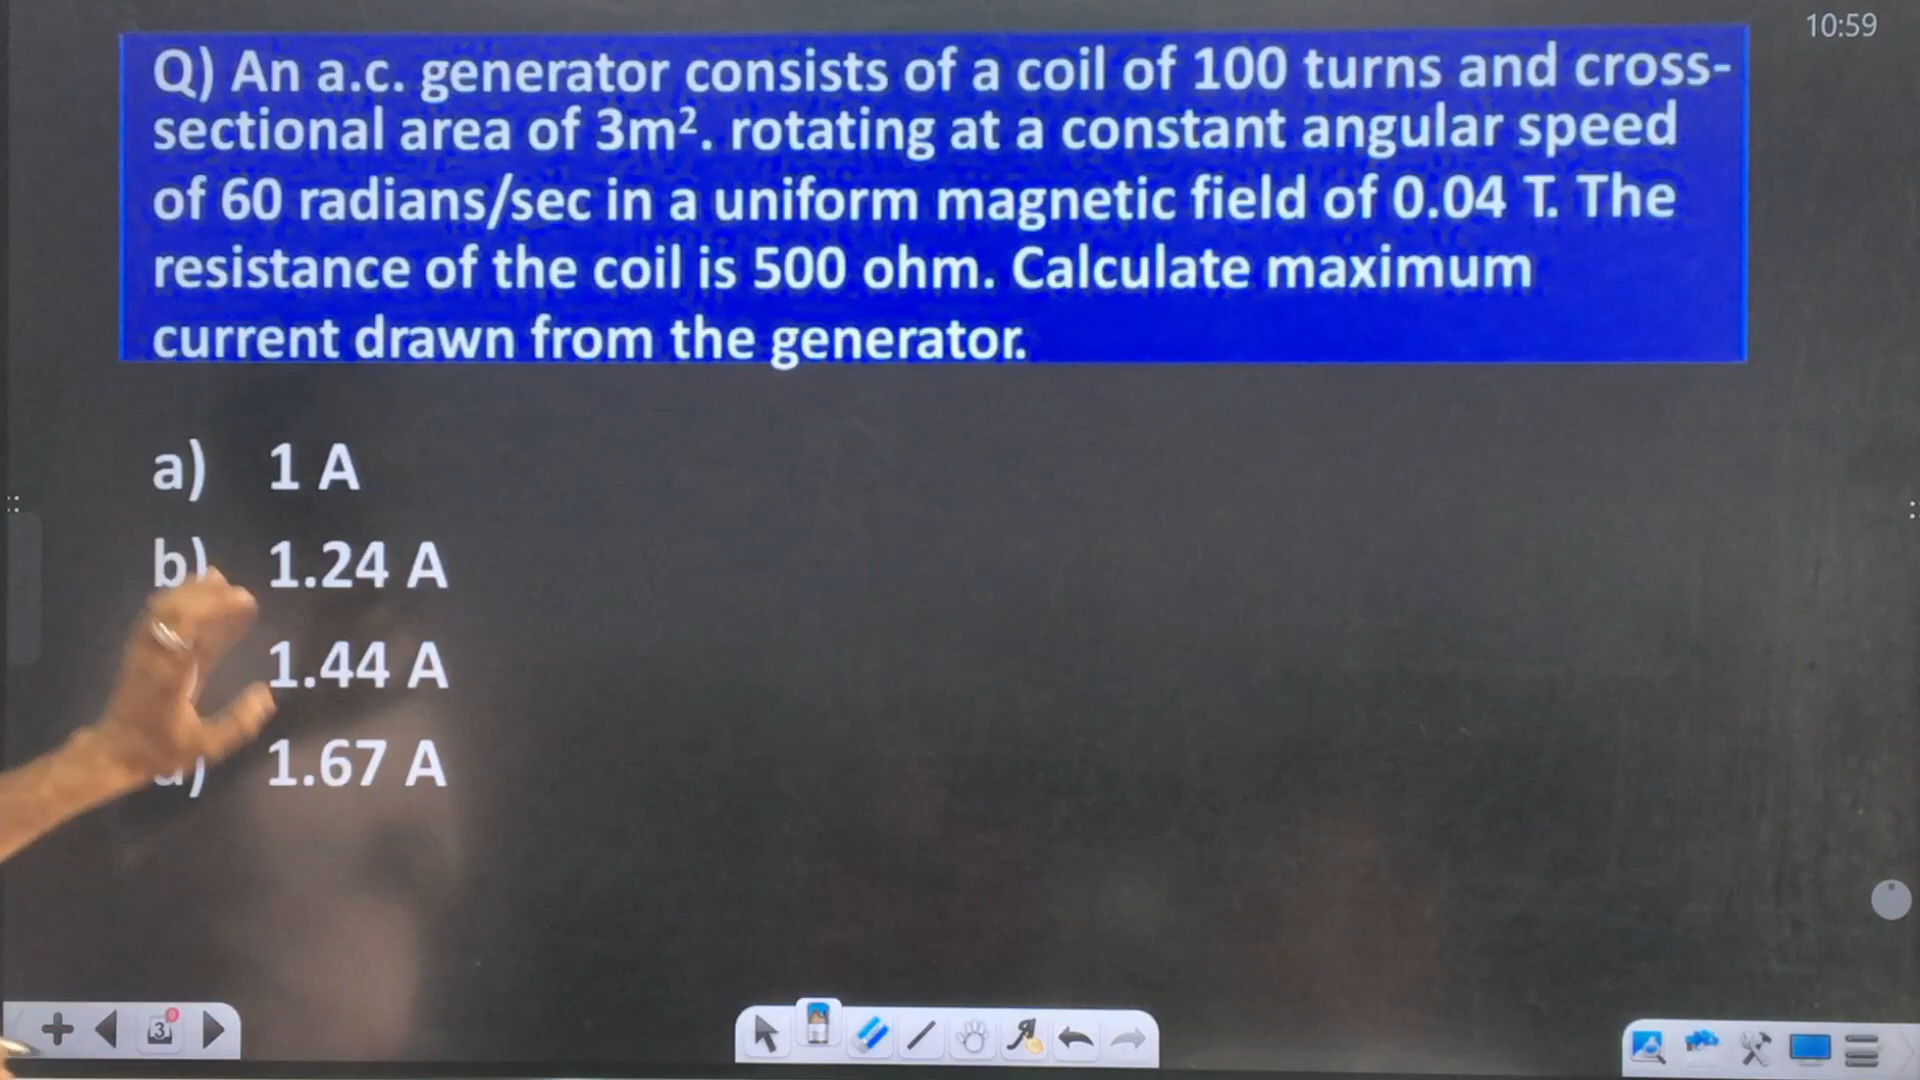 10:59
Q) An a.c. generator consists of a coil of 100 turns and cross-
sectional area of 3m². rotating at a constant angular speed
of 60 radians/sec in a uniform magnetic field of 0.04 T. The
resistance of the coil is 500 ohm. Calculate maximum
current drawn from the generator.
a) 1 A
b) 1.24 A
1.44 A
1.67 A
3